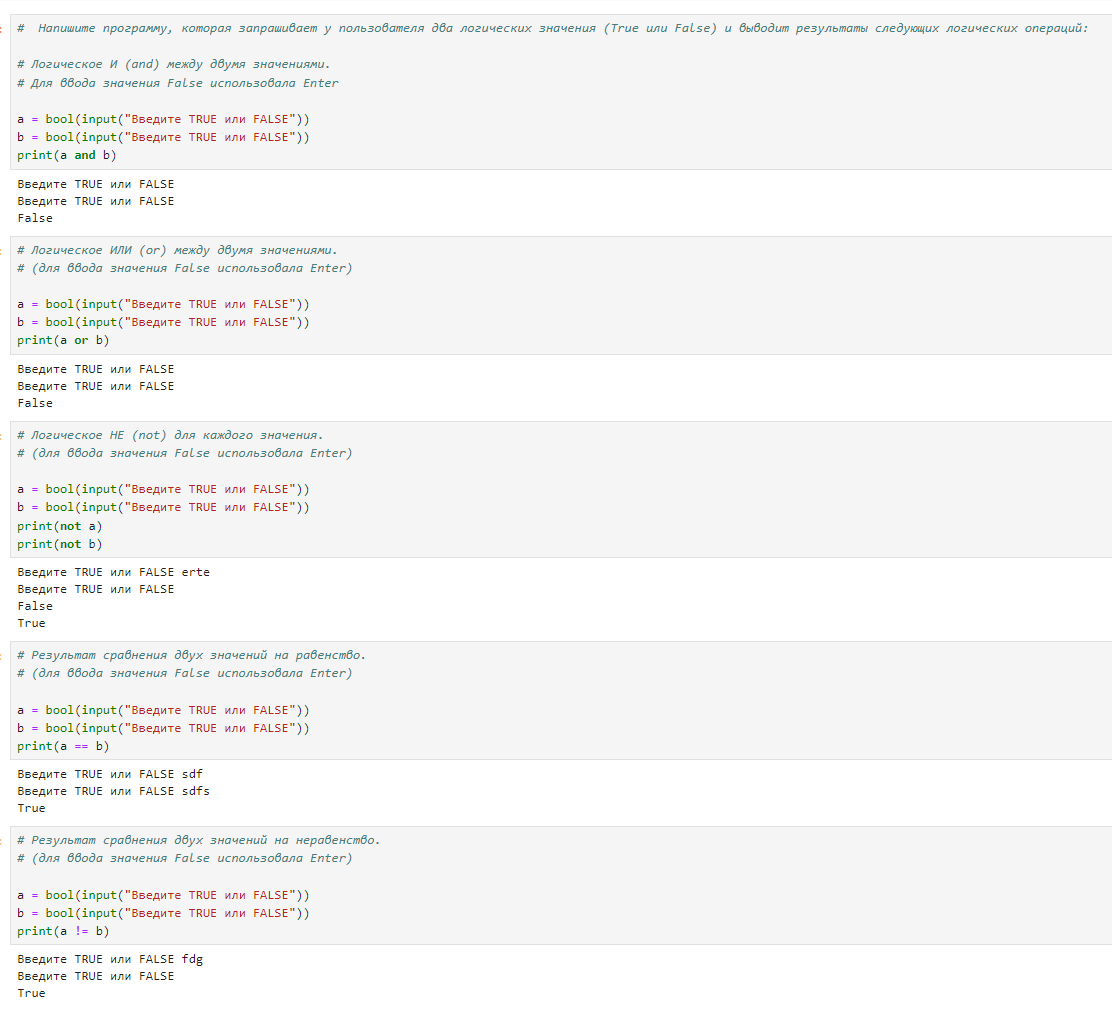 #  Напишите программу, которая запрашивает у пользователя два логических значения (True или False) и выводит результаты следующих логических операций:
# Логическое И (and) между двумя значениями.
# Для ввода значения False использовала Enter
a = bool(input("Введите TRUE или FALSE"))
b = bool(input("Введите TRUE или FALSE"))
print(a and b)
Введите TRUE или FALSE
Введите TRUE или FALSE
False
# Логическое ИЛИ (or) между двумя значениями.
# (для ввода значения False использовала Enter)
a = bool(input("Введите TRUE или FALSE"))
b = bool(input("Введите TRUE или FALSE"))
print(a or b)
Введите TRUE или FALSE
Введите TRUE или FALSE
False
# Логическое НЕ (not) для каждого значения.
# (для ввода значения False использовала Enter)
a = bool(input("Введите TRUE или FALSE"))
b = bool(input("Введите TRUE или FALSE"))
print(not a)
print(not b)
Введите TRUE или FALSE erte
Введите TRUE или FALSE
False
True
# Результат сравнения двух значений на равенство.
# (для ввода значения False использовала Enter)
a = bool(input("Введите TRUE или FALSE"))
b = bool(input("Введите TRUE или FALSE"))
print(a == b)
Введите TRUE или FALSE sdf
Введите TRUE или FALSE sdfs
True
# Результат сравнения двух значений на неравенство.
# (для ввода значения False использовала Enter)
a = bool(input("Введите TRUE или FALSE"))
b = bool(input("Введите TRUE или FALSE"))
print(a != b)
Введите TRUE или FALSE fdg
Введите TRUE или FALSE
True